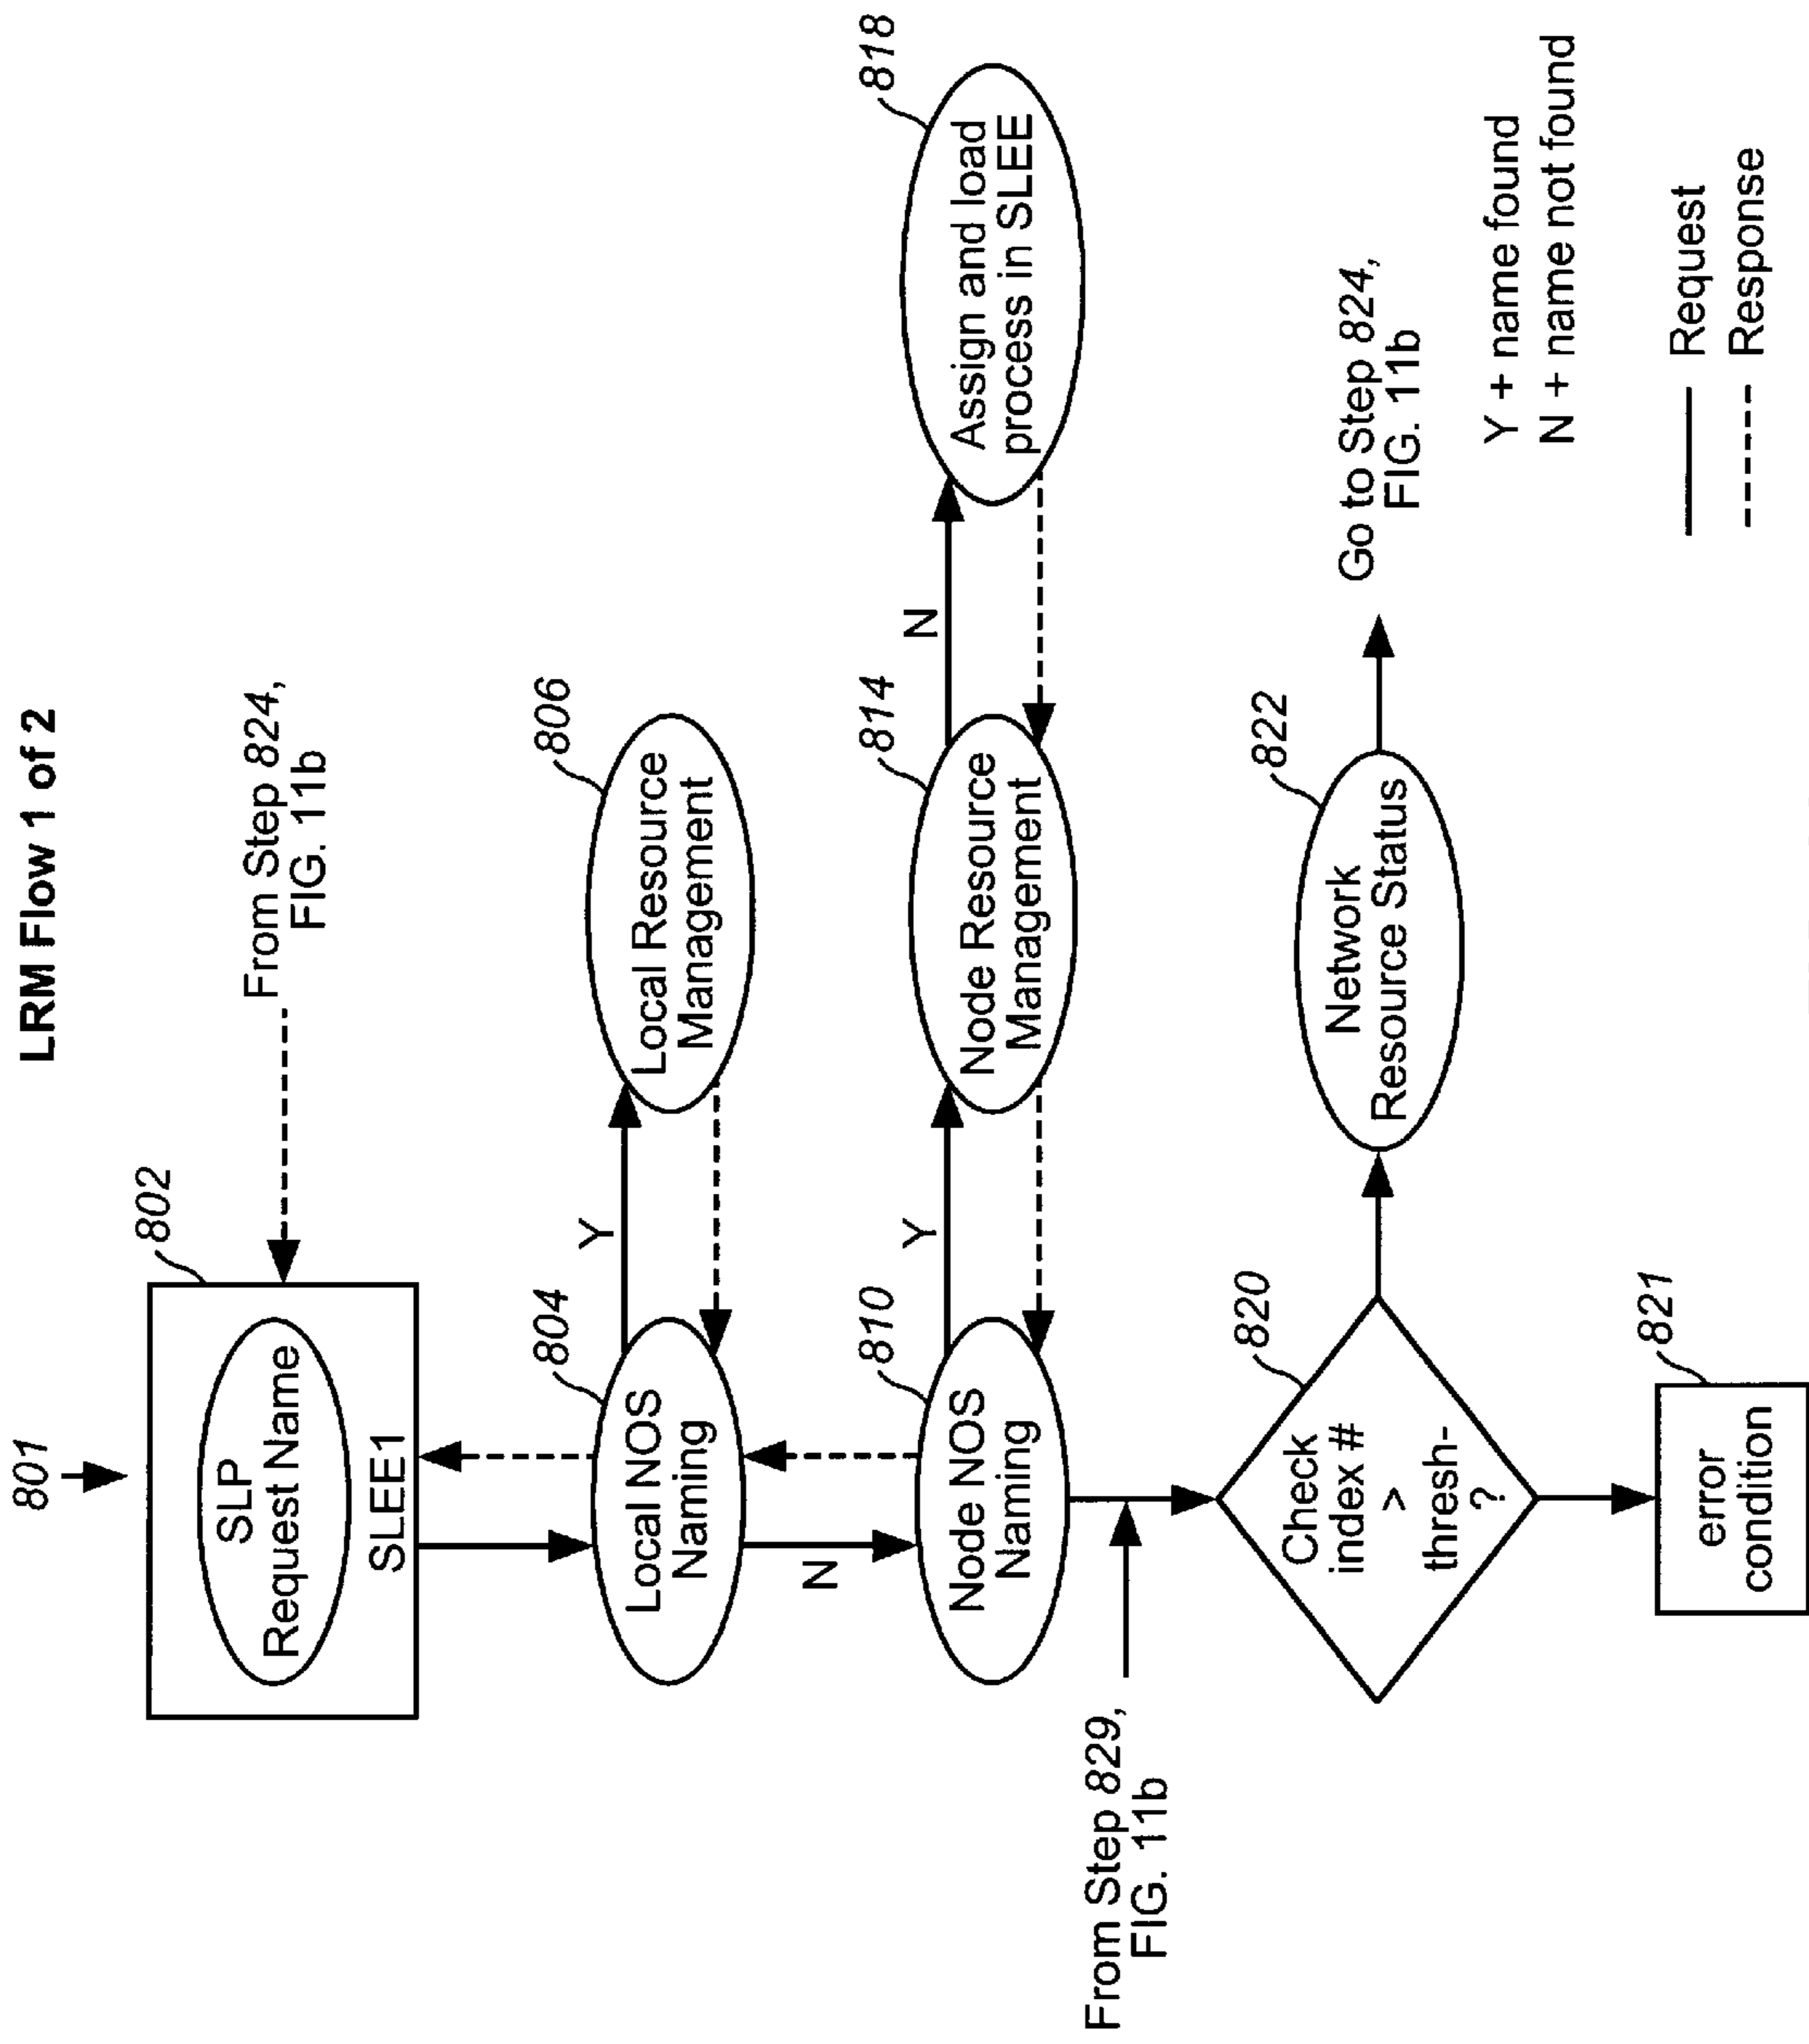 LRM Flow 1 of 2
801
802
From Step 824,
FIG. 11b
SLP
Request Name
SLEE1
804
806
Local NOS
Naming
Y
Local Resource
Management
N
810
814
818
Node NOS
Naming
Y
Node Resource
Management
N
Assign and load
process in SLEE
From Step 829,
FIG. 11b
820
822
Check
index #
>
thresh-
?
Network
Resource Status
Go to Step 824,
FIG. 11b
821
error
condition
Y + name found
N + name not found
Request
Response